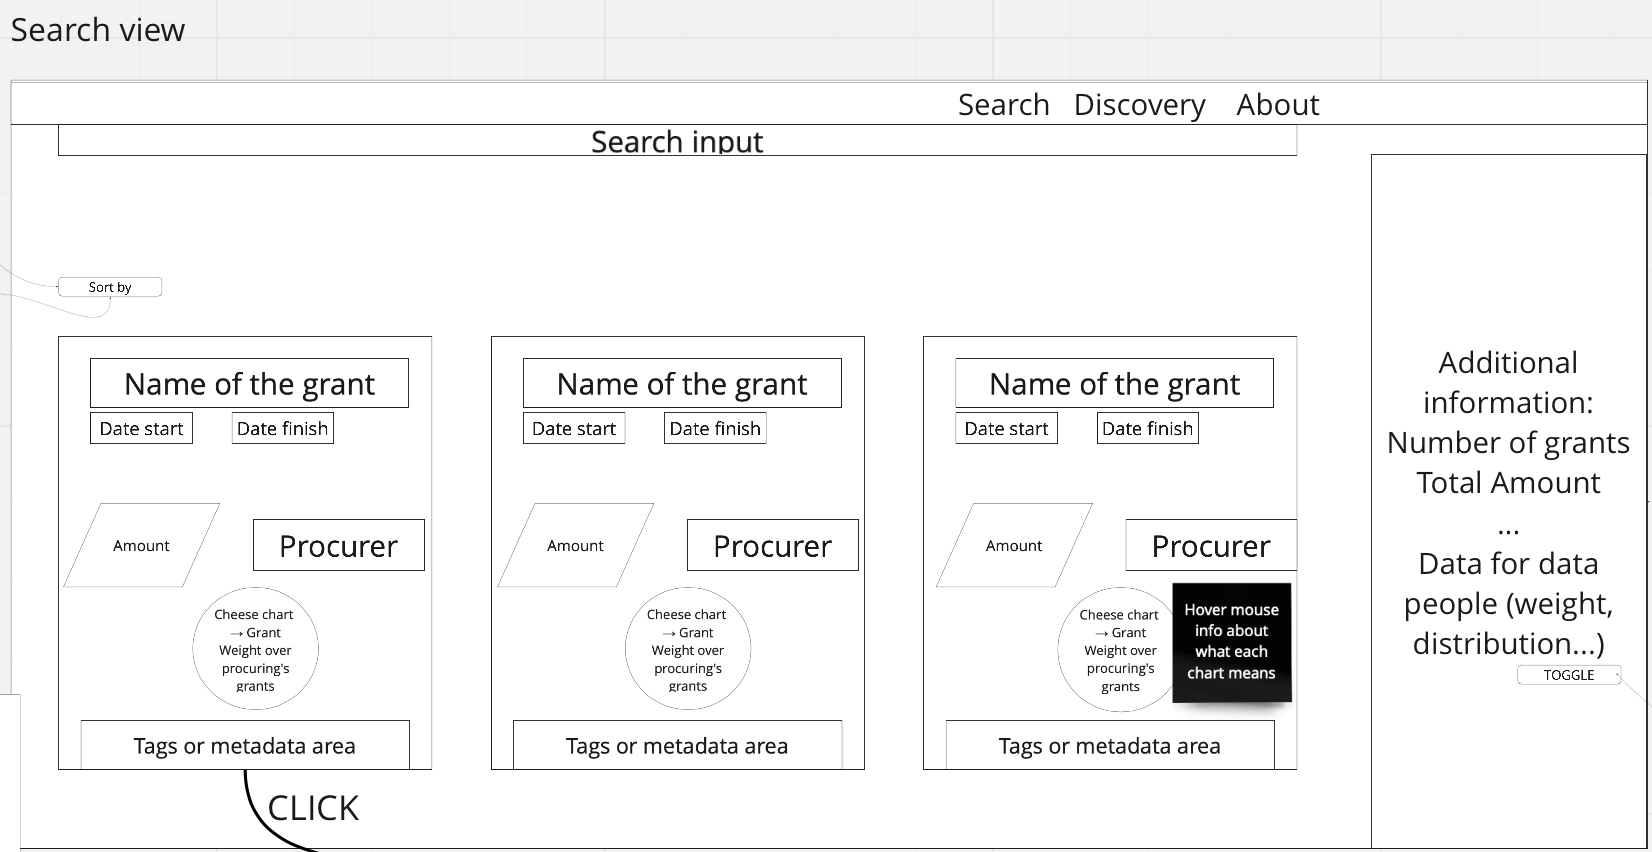 Search view
Search Discovery About
Search input
Sort by
Name of the grant
Date start Date finish
Amount
Procurer
Cheese chart
→ Grant
Weight over
procuring's
grants
Tags or metadata area
Name of the grant
Date start Date finish
Amount
Procurer
Cheese chart
→ Grant
Weight over
procuring's
grants
Tags or metadata area
Name of the grant
Date start Date finish
Amount
Procurer
Cheese chart
→ Grant
Weight over
procuring's
grants
Hover mouse
info about
what each
chart means
Tags or metadata area
CLICK
Additional
information:
Number of grants
Total Amount
...
Data for data
people (weight,
distribution...)
TOGGLE